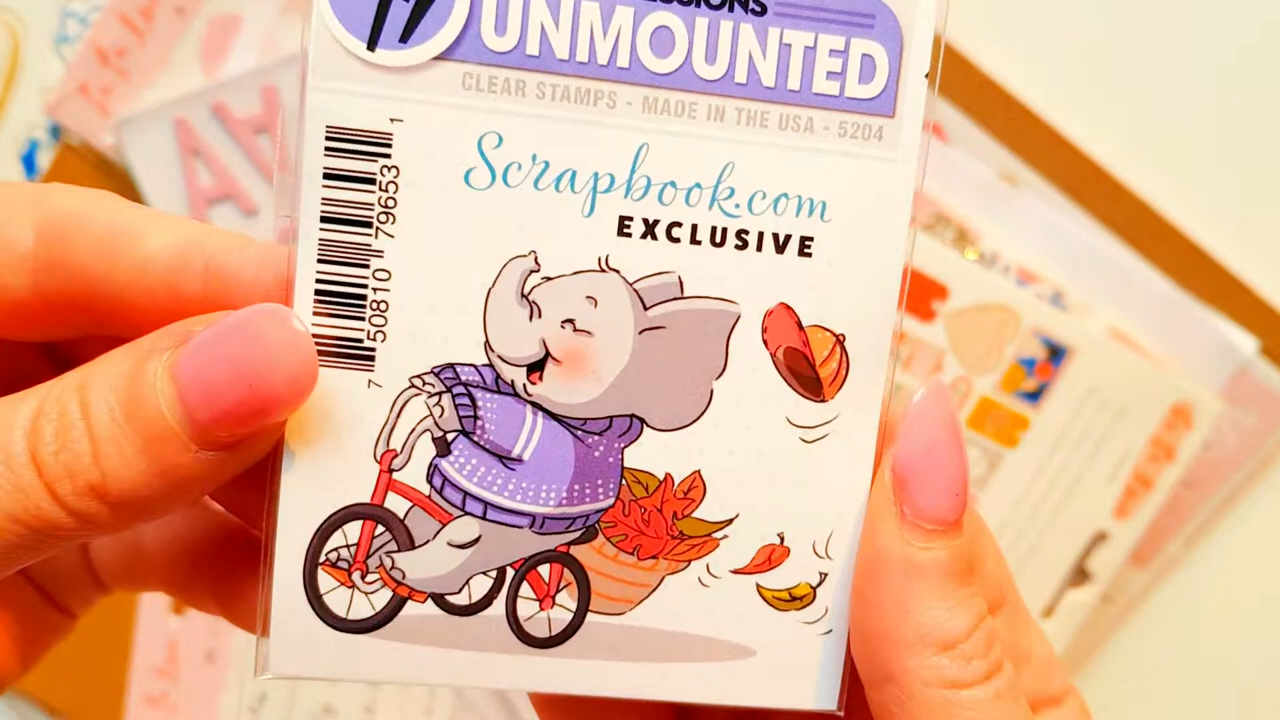 UNMOUNTED
CLEAR STAMPS - MADE IN THE USA - 5204
Scrapbook.com
EXCLUSIVE
7 50810 79653 1